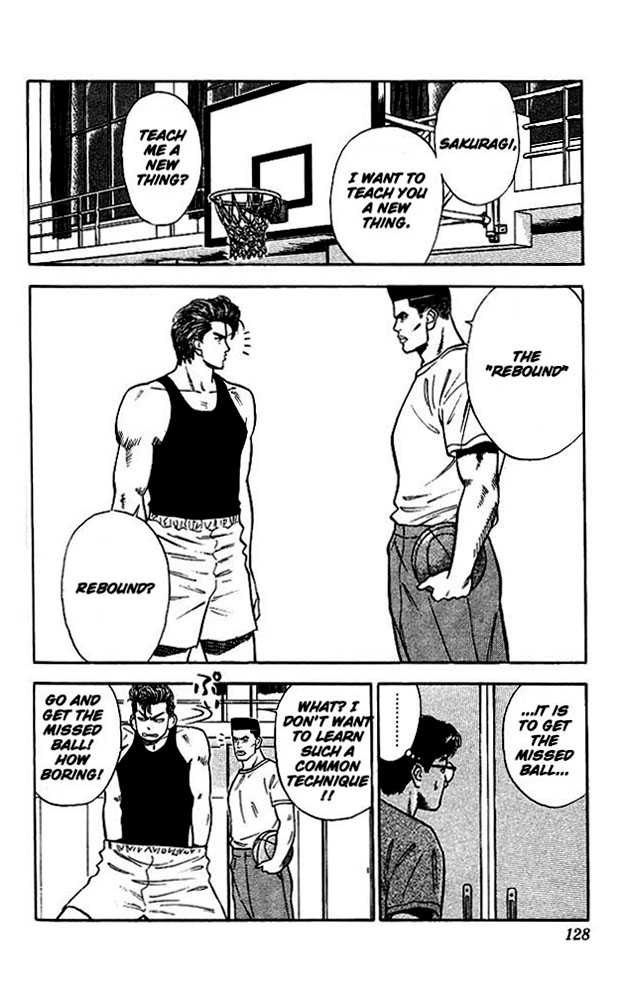 SAKURAGI,
I WANT TO
TEACH YOU
A NEW
THING.
TEACH
ME A
NEW
THING?
THE
"REBOUND"
REBOUND?
...IT IS
TO GET
THE
MISSED
BALL...
........
WHAT? I
DON'T WANT
TO LEARN
SUCH A
COMMON
TECHNIQUE
!!
ぷ
GO AND
GET THE
MISSED
BALL!
HOW
BORING!
128